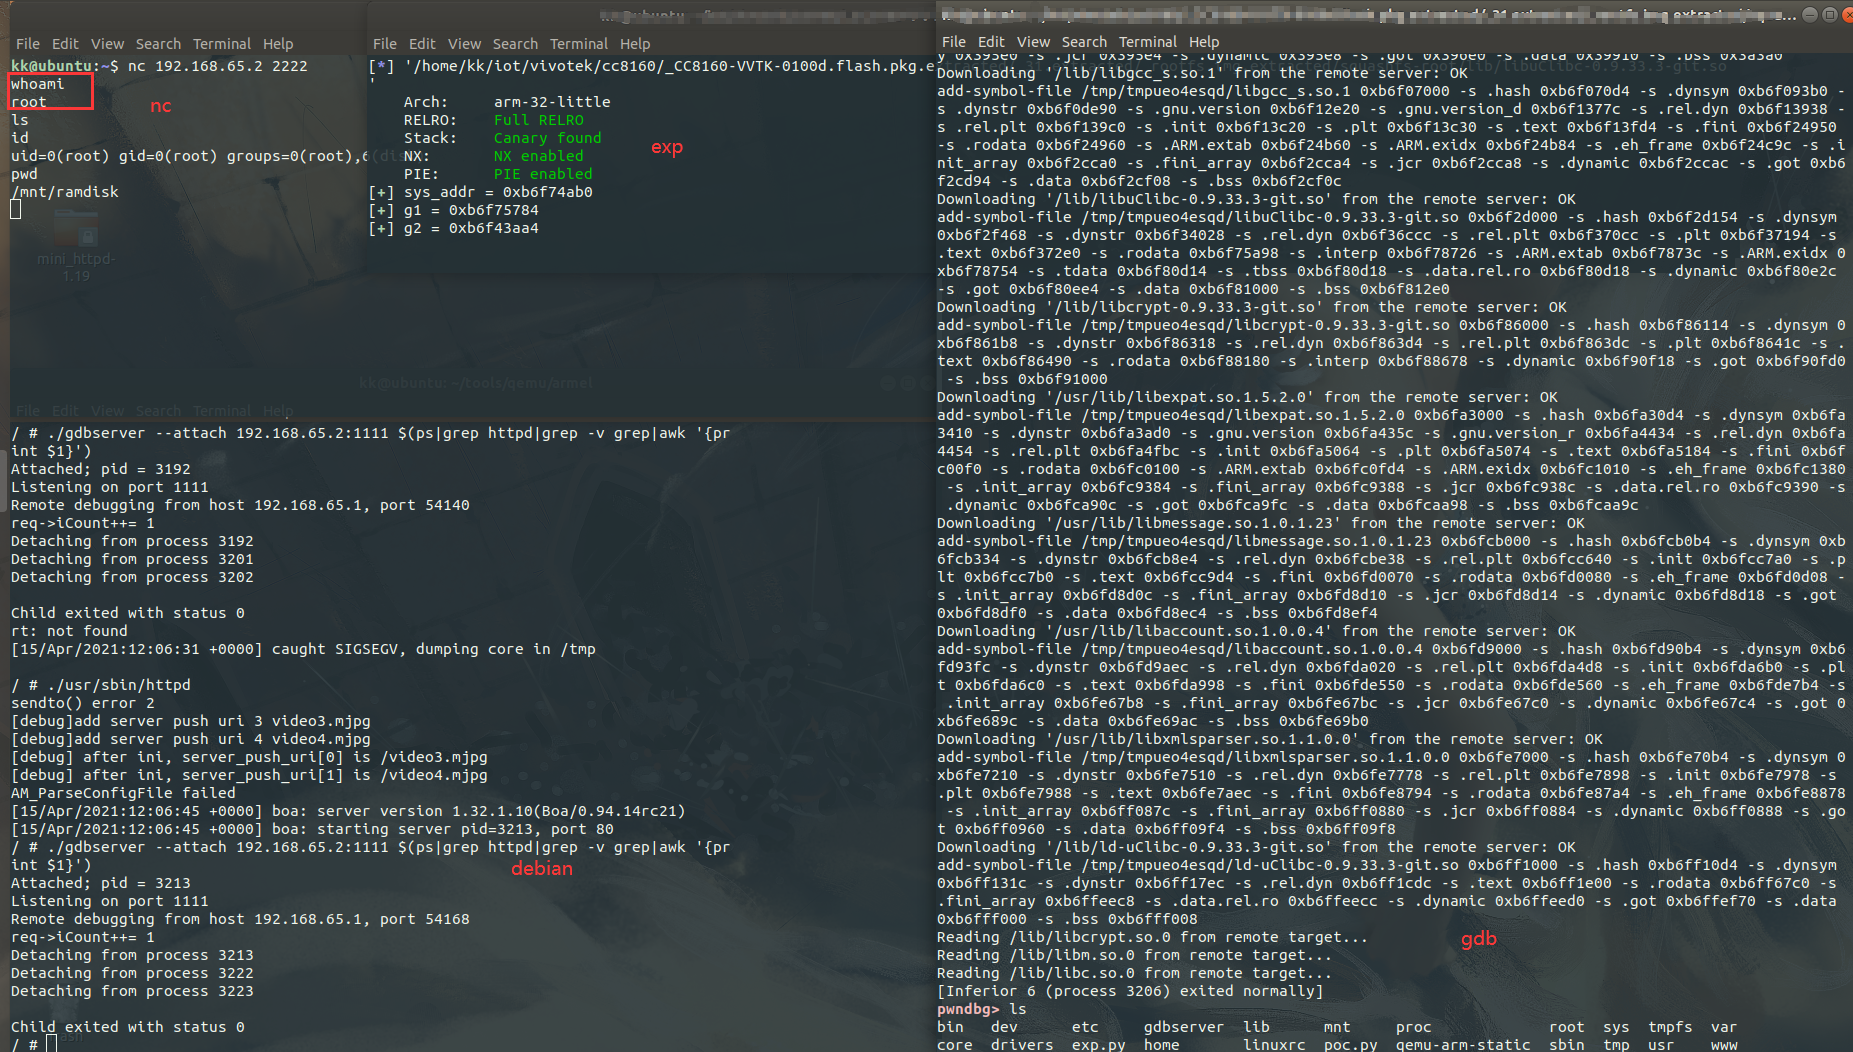 File Edit View Search Terminal Help
kk@ubuntu:~$ nc 192.168.65.2 2222
whoami
root
nc
ls
id
uid=0(root) gid=0(root) groups=0(root),
pwd
/mnt/ramdisk
mini_httpd-
1.19
File Edit View Search Terminal Help
[*] '/home/kk/iot/vivotek/cc8160/_CC8160-VVTK-0100d.flash.pkg.e
'
Arch: arm-32-little
RELRO: Full RELRO
Stack: Canary found
exp
NX: NX enabled
PIE: PIE enabled
[+] sys_addr = 0xb6f74ab0
[+] g1 = 0xb6f75784
[+] g2 = 0xb6f43aa4
kk@ubuntu: ~/tools/qemu/armel
File Edit View Search Terminal Help
/ # ./gdbserver --attach 192.168.65.2:1111 $(ps|grep httpd|grep -v grep|awk '{pr
int $1}')
Attached; pid = 3192
Listening on port 1111
Remote debugging from host 192.168.65.1, port 54140
req->iCount++= 1
Detaching from process 3192
Detaching from process 3201
Detaching from process 3202
Child exited with status 0
rt: not found
[15/Apr/2021:12:06:31 +0000] caught SIGSEGV, dumping core in /tmp
/ # ./usr/sbin/httpd
sendto() error 2
[debug]add server push uri 3 video3.mjpg
[debug]add server push uri 4 video4.mjpg
[debug] after ini, server_push_uri[0] is /video3.mjpg
[debug] after ini, server_push_uri[1] is /video4.mjpg
AM_ParseConfigFile failed
[15/Apr/2021:12:06:45 +0000] boa: server version 1.32.1.10(Boa/0.94.14rc21)
[15/Apr/2021:12:06:45 +0000] boa: starting server pid=3213, port 80
/ # ./gdbserver --attach 192.168.65.2:1111 $(ps|grep httpd|grep -v grep|awk '{pr
int $1}')
debian
Attached; pid = 3213
Listening on port 1111
Remote debugging from host 192.168.65.1, port 54168
req->iCount++= 1
Detaching from process 3213
Detaching from process 3222
Detaching from process 3223
Child exited with status 0
/ #
File Edit View Search Terminal Help
Downloading '/lib/libgcc_s.so.1' from the remote server: OK
add-symbol-file /tmp/tmpueo4esqd/libgcc_s.so.1 0xb6f07000 -s .hash 0xb6f070d4 -s .dynsym 0xb6f093b0 -
s .dynstr 0xb6f0de90 -s .gnu.version 0xb6f12e20 -s .gnu.version_d 0xb6f1377c -s .rel.dyn 0xb6f13938 -
s .rel.plt 0xb6f139c0 -s .init 0xb6f13c20 -s .plt 0xb6f13c30 -s .text 0xb6f13fd4 -s .fini 0xb6f24950
-s .rodata 0xb6f24960 -s .ARM.extab 0xb6f24b60 -s .ARM.exidx 0xb6f24b84 -s .eh_frame 0xb6f24c9c -s .i
nit_array 0xb6f2cca0 -s .fini_array 0xb6f2cca4 -s .jcr 0xb6f2cca8 -s .dynamic 0xb6f2ccac -s .got 0xb6
f2cd94 -s .data 0xb6f2cf08 -s .bss 0xb6f2cf0c
Downloading '/lib/libuClibc-0.9.33.3-git.so' from the remote server: OK
add-symbol-file /tmp/tmpueo4esqd/libuClibc-0.9.33.3-git.so 0xb6f2d000 -s .hash 0xb6f2d154 -s .dynsym
0xb6f2f468 -s .dynstr 0xb6f34028 -s .rel.dyn 0xb6f36ccc -s .rel.plt 0xb6f370cc -s .plt 0xb6f37194 -s
.text 0xb6f372e0 -s .rodata 0xb6f75a98 -s .interp 0xb6f78726 -s .ARM.extab 0xb6f7873c -s .ARM.exidx 0
xb6f78754 -s .tdata 0xb6f80d14 -s .tbss 0xb6f80d18 -s .data.rel.ro 0xb6f80d18 -s .dynamic 0xb6f80e2c
-s .got 0xb6f80ee4 -s .data 0xb6f81000 -s .bss 0xb6f812e0
Downloading '/lib/libcrypt-0.9.33.3-git.so' from the remote server: OK
add-symbol-file /tmp/tmpueo4esqd/libcrypt-0.9.33.3-git.so 0xb6f86000 -s .hash 0xb6f86114 -s .dynsym 0
xb6f861b8 -s .dynstr 0xb6f86318 -s .rel.dyn 0xb6f863d4 -s .rel.plt 0xb6f863dc -s .plt 0xb6f8641c -s .
text 0xb6f86490 -s .rodata 0xb6f88180 -s .interp 0xb6f88678 -s .dynamic 0xb6f90f18 -s .got 0xb6f90fd0
-s .bss 0xb6f91000
Downloading '/usr/lib/libexpat.so.1.5.2.0' from the remote server: OK
add-symbol-file /tmp/tmpueo4esqd/libexpat.so.1.5.2.0 0xb6fa3000 -s .hash 0xb6fa30d4 -s .dynsym 0xb6fa
3410 -s .dynstr 0xb6fa3ad0 -s .gnu.version 0xb6fa435c -s .gnu.version_r 0xb6fa4434 -s .rel.dyn 0xb6fa
4454 -s .rel.plt 0xb6fa4fbc -s .init 0xb6fa5064 -s .plt 0xb6fa5074 -s .text 0xb6fa5184 -s .fini 0xb6f
c00f0 -s .rodata 0xb6fc0100 -s .ARM.extab 0xb6fc0fd4 -s .ARM.exidx 0xb6fc1010 -s .eh_frame 0xb6fc1380
-s .init_array 0xb6fc9384 -s .fini_array 0xb6fc9388 -s .jcr 0xb6fc938c -s .data.rel.ro 0xb6fc9390 -s
.dynamic 0xb6fca90c -s .got 0xb6fca9fc -s .data 0xb6fcaa98 -s .bss 0xb6fcaa9c
Downloading '/usr/lib/libmessage.so.1.0.1.23' from the remote server: OK
add-symbol-file /tmp/tmpueo4esqd/libmessage.so.1.0.1.23 0xb6fcb000 -s .hash 0xb6fcb0b4 -s .dynsym 0xb
6fcb334 -s .dynstr 0xb6fcb8e4 -s .rel.dyn 0xb6fcbe38 -s .rel.plt 0xb6fcc640 -s .init 0xb6fcc7a0 -s .p
lt 0xb6fcc7b0 -s .text 0xb6fcc9d4 -s .fini 0xb6fd0070 -s .rodata 0xb6fd0080 -s .eh_frame 0xb6fd0d08 -
s .init_array 0xb6fd8d0c -s .fini_array 0xb6fd8d10 -s .jcr 0xb6fd8d14 -s .dynamic 0xb6fd8d18 -s .got
0xb6fd8df0 -s .data 0xb6fd8ec4 -s .bss 0xb6fd8ef4
Downloading '/usr/lib/libaccount.so.1.0.0.4' from the remote server: OK
add-symbol-file /tmp/tmpueo4esqd/libaccount.so.1.0.0.4 0xb6fd9000 -s .hash 0xb6fd90b4 -s .dynsym 0xb6
fd93fc -s .dynstr 0xb6fd9aec -s .rel.dyn 0xb6fda020 -s .rel.plt 0xb6fda4d8 -s .init 0xb6fda6b0 -s .pl
t 0xb6fda6c0 -s .text 0xb6fda998 -s .fini 0xb6fde550 -s .rodata 0xb6fde560 -s .eh_frame 0xb6fde7b4 -s
.init_array 0xb6fe67b8 -s .fini_array 0xb6fe67bc -s .jcr 0xb6fe67c0 -s .dynamic 0xb6fe67c4 -s .got 0
xb6fe689c -s .data 0xb6fe69ac -s .bss 0xb6fe69b0
Downloading '/usr/lib/libxmlsparser.so.1.1.0.0' from the remote server: OK
add-symbol-file /tmp/tmpueo4esqd/libxmlsparser.so.1.1.0.0 0xb6fe7000 -s .hash 0xb6fe70b4 -s .dynsym 0
xb6fe7210 -s .dynstr 0xb6fe7510 -s .rel.dyn 0xb6fe7778 -s .rel.plt 0xb6fe7898 -s .init 0xb6fe7978 -s
.plt 0xb6fe7988 -s .text 0xb6fe7aec -s .fini 0xb6fe8794 -s .rodata 0xb6fe87a4 -s .eh_frame 0xb6fe8878
-s .init_array 0xb6ff087c -s .fini_array 0xb6ff0880 -s .jcr 0xb6ff0884 -s .dynamic 0xb6ff0888 -s .go
t 0xb6ff0960 -s .data 0xb6ff09f4 -s .bss 0xb6ff09f8
Downloading '/lib/ld-uClibc-0.9.33.3-git.so' from the remote server: OK
add-symbol-file /tmp/tmpueo4esqd/ld-uClibc-0.9.33.3-git.so 0xb6ff1000 -s .hash 0xb6ff10d4 -s .dynsym
0xb6ff131c -s .dynstr 0xb6ff17ec -s .rel.dyn 0xb6ff1cdc -s .text 0xb6ff1e00 -s .rodata 0xb6ff67c0 -s
.fini_array 0xb6ffeec8 -s .data.rel.ro 0xb6ffeecc -s .dynamic 0xb6ffeed0 -s .got 0xb6ffef70 -s .data
0xb6fff000 -s .bss 0xb6fff008
Reading /lib/libcrypt.so.0 from remote target...
gdb
Reading /lib/libm.so.0 from remote target...
Reading /lib/libc.so.0 from remote target...
[Inferior 6 (process 3206) exited normally]
pwndbg> ls
bin dev etc gdbserver lib mnt proc root sys tmpfs var
core drivers exp.py home linuxrc poc.py qemu-arm-static sbin tmp usr www